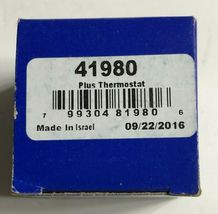 41980
Plus Thermostat
7 99304 81980 6
Made In Israel 09/22/2016